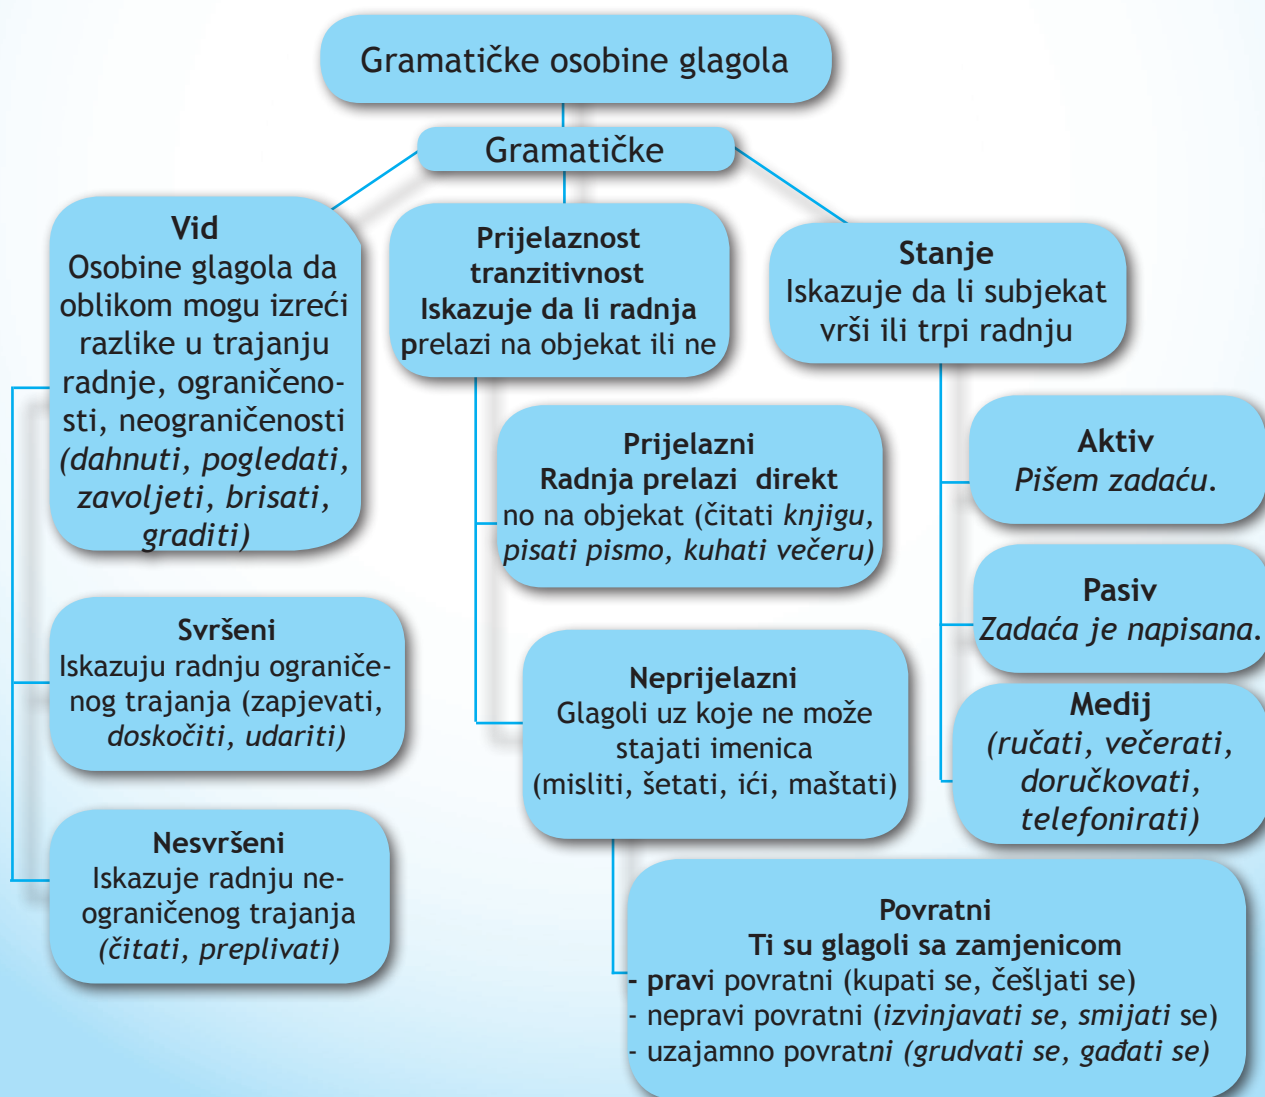 Gramatičke osobine glagola
Gramatičke
Vid
Osobine glagola da
oblikom mogu izreći
razlike u trajanju
radnje, ograničeno-
sti, neograničenosti
(dahnuti, pogledati,
zavoljeti, brisati,
graditi)
Svršeni
Iskazuju radnju ograniče-
nog trajanja (zapjevati,
doskočiti, udariti)
Nesvršeni
Iskazuje radnju ne-
ograničenog trajanja
(čitati, preplivati)
Prijelaznost
tranzitivnost
Iskazuje da li radnja
prelazi na objekat ili ne
Prijelazni
Radnja prelazi direkt
no na objekat (čitati knjigu,
pisati pismo, kuhati večeru)
Neprijelazni
Glagoli uz koje ne može
stajati imenica
(misliti, šetati, ići, maštati)
Povratni
Ti su glagoli sa zamjenicom
- pravi povratni (kupati se, češljati se)
- nepravi povratni (izvinjavati se, smijati se)
- uzajamno povratni (grudvati se, gađati se)
Stanje
Iskazuje da li subjekat
vrši ili trpi radnju
Aktiv
Pišem zadaću.
Pasiv
Zadaća je napisana.
Medij
(ručati, večerati,
doručkovati,
telefonirati)